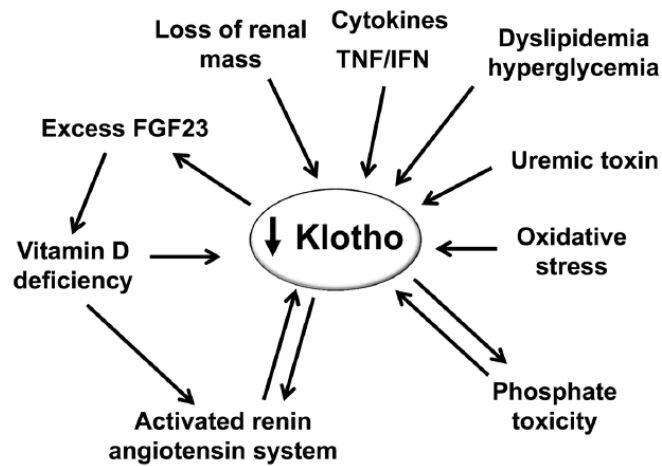 Loss of renal
mass
Cytokines
TNF/IFN
Dyslipidemia
hyperglycemia
Excess FGF23
Uremic toxin
Vitamin D
deficiency
Klotho
Oxidative
stress
Activated renin
angiotensin system
Phosphate
toxicity